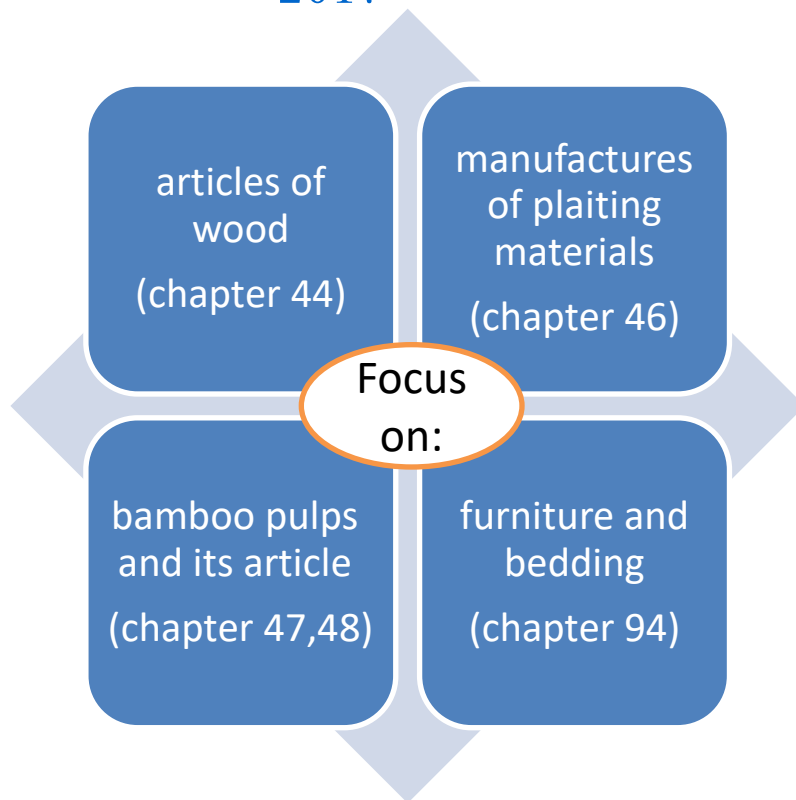 articles of
wood
(chapter 44)
manufactures
of plaiting
materials
(chapter 46)
Focus
on:
bamboo pulps
and its article
(chapter 47,48)
furniture and
bedding
(chapter 94)